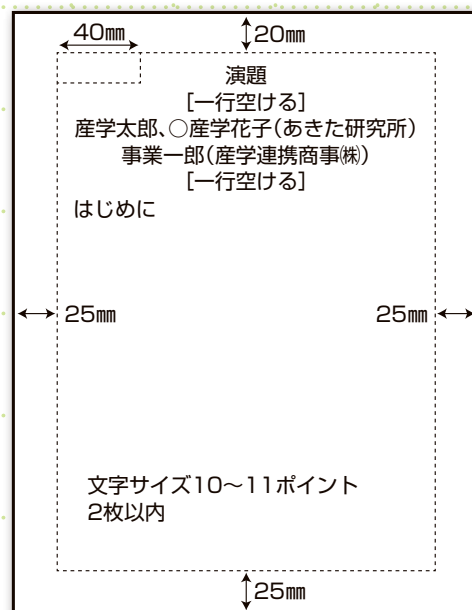 40㎜
20㎜
演題
[一行空ける]
産学太郎、○産学花子(あきた研究所)
事業一郎(産学連携商事㈱)
[一行空ける]
はじめに
25㎜
25㎜
文字サイズ10～11ポイント
2枚以内
25㎜